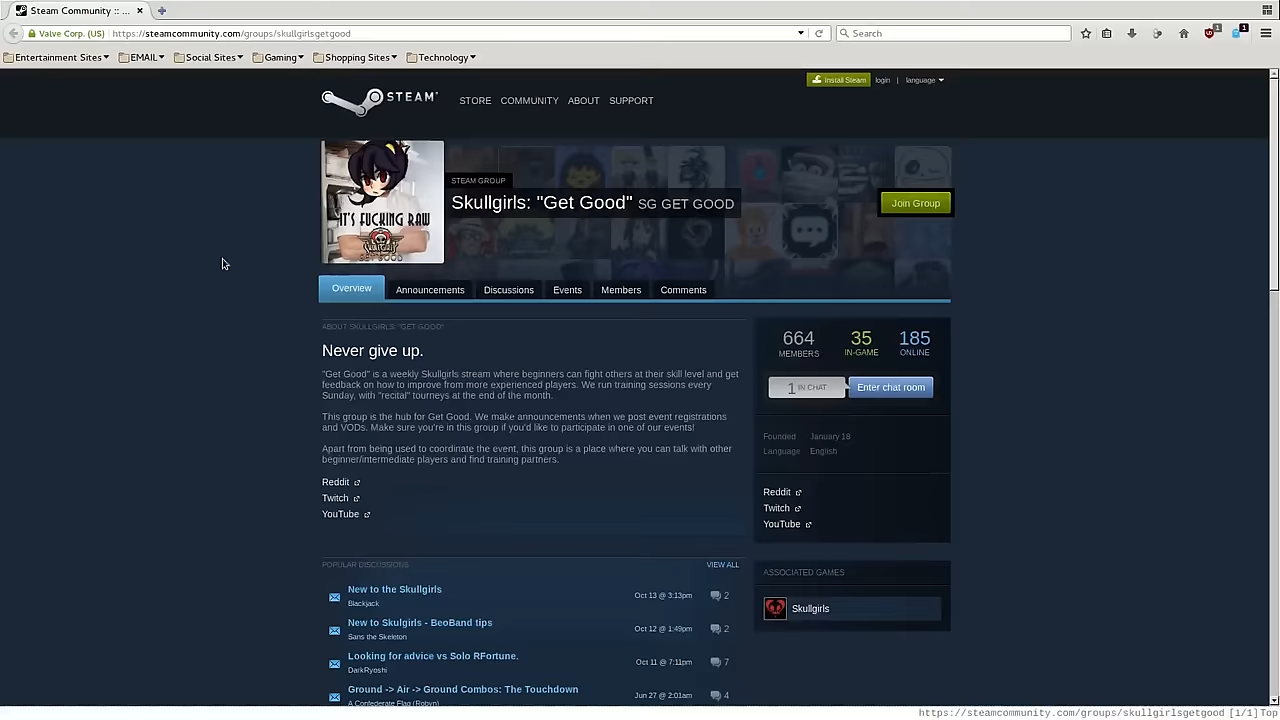 Steam Community :: ...
Valve Corp. (US)
https://steamcommunity.com/groups/skullgirlsgetgood
Search
1
1
Entertainment Sites
EMAIL
Social Sites
Gaming
Shopping Sites
Technology
Install Steam
login | language
STEAM
STORE COMMUNITY ABOUT SUPPORT
STEAM GROUP
Skullgirls: "Get Good" SG GET GOOD
Join Group
IT'S FUCKING RAW
SKULLGIRLS
GET GOOD
Overview
Announcements
Discussions
Events
Members
Comments
ABOUT SKULLGIRLS: "GET GOOD"
Never give up.
"Get Good" is a weekly Skullgirls stream where beginners can fight others at their skill level and get
feedback on how to improve from more experienced players. We run training sessions every
Sunday, with "recital" tourneys at the end of the month.
This group is the hub for Get Good. We make announcements when we post event registrations
and VODs. Make sure you're in this group if you'd like to participate in one of our events!
Apart from being used to coordinate the event, this group is a place where you can talk with other
beginner/intermediate players and find training partners.
Reddit
Twitch
YouTube
664 35 185
MEMBERS IN-GAME ONLINE
1 IN CHAT
Enter chat room
Founded January 18
Language English
Reddit
Twitch
YouTube
ASSOCIATED GAMES
Skullgirls
POPULAR DISCUSSIONS
VIEW ALL
New to the Skullgirls
Blackjack
Oct 13 @ 3:13pm
2
New to Skulgirls - BeoBand tips
Sans the Skeleton
Oct 12 @ 1:49pm
2
Looking for advice vs Solo RFortune.
DarkRyoshi
Oct 11 @ 7:11pm
7
Ground -> Air -> Ground Combos: The Touchdown
A Confederate Flag (Robyn)
Jun 27 @ 2:01am
4
https://steamcommunity.com/groups/skullgirlsgetgood [1/1] Top